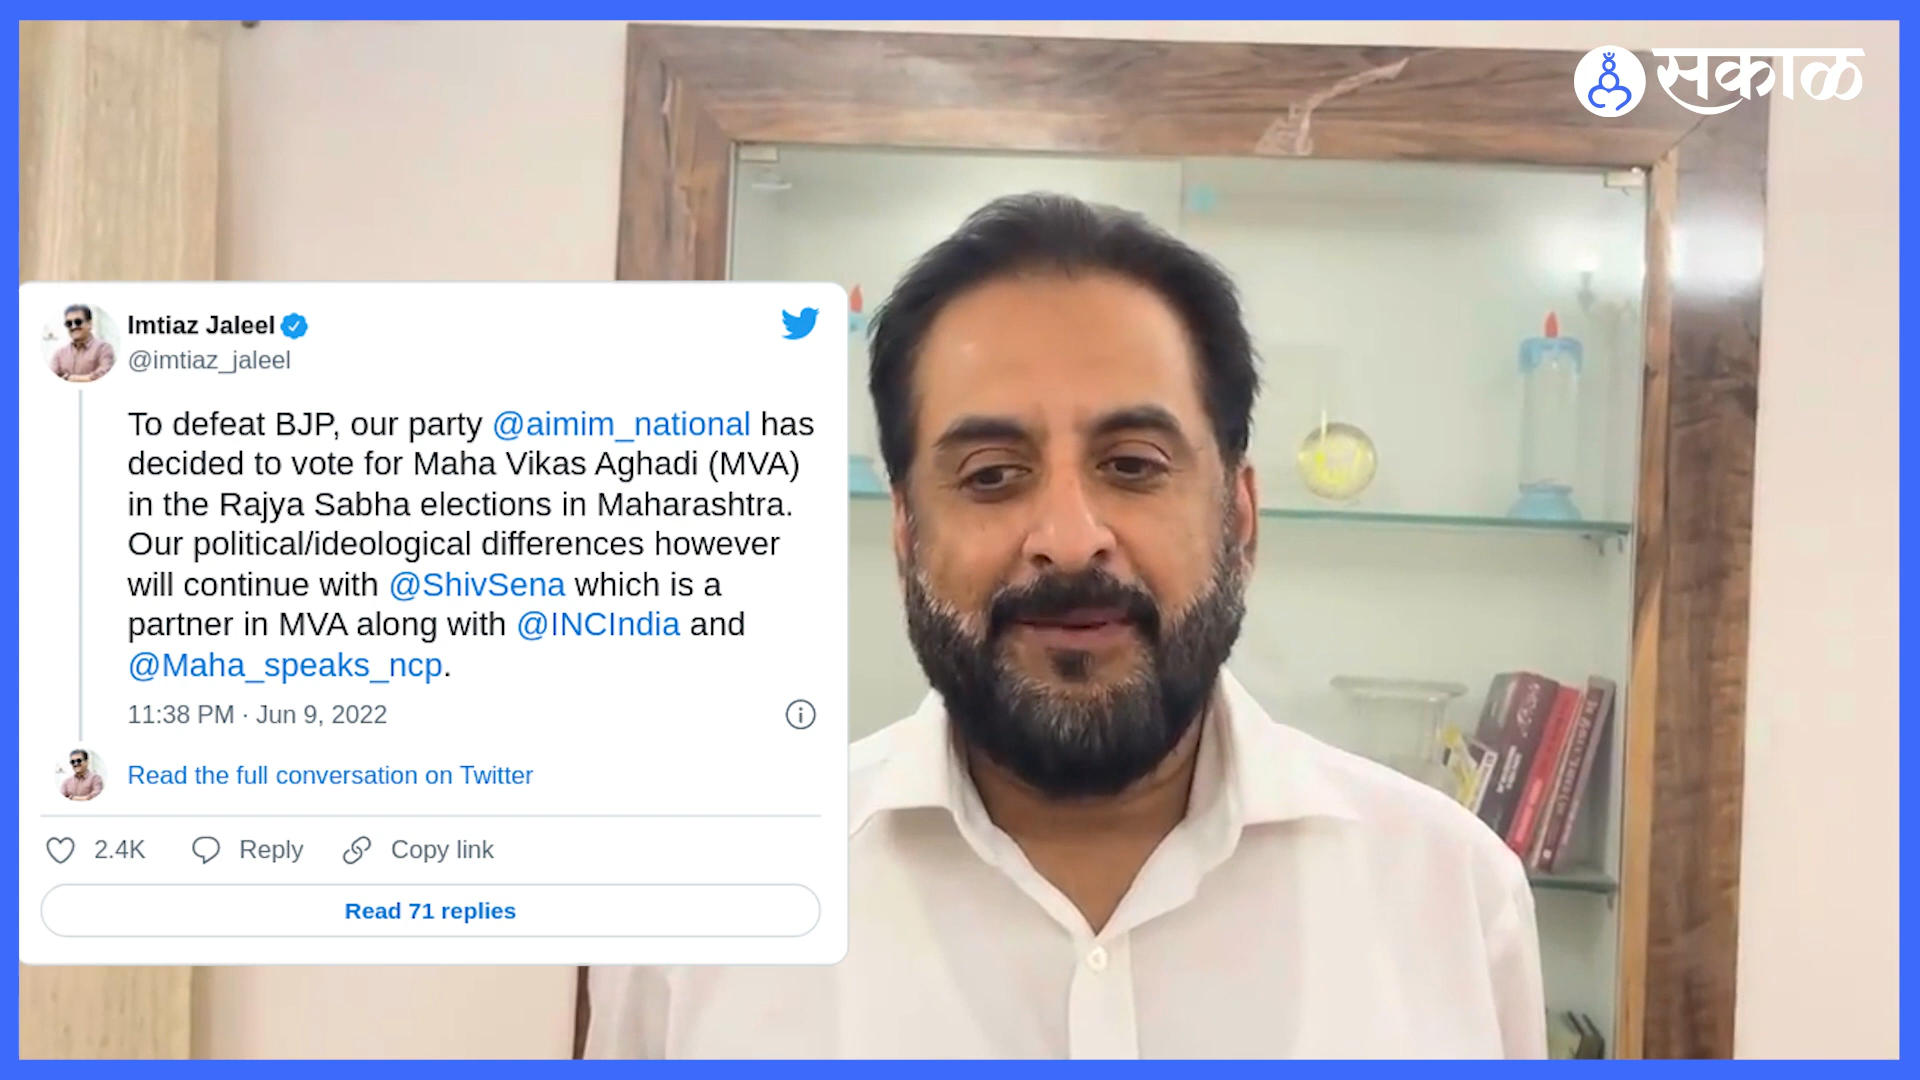 सकाळ
Imtiaz Jaleel
@imtiaz_jaleel
To defeat BJP, our party @aimim_national has
decided to vote for Maha Vikas Aghadi (MVA)
in the Rajya Sabha elections in Maharashtra.
Our political/ideological differences however
will continue with @ShivSena which is a
partner in MVA along with @INCIndia and
@Maha_speaks_ncp.
11:38 PM · Jun 9, 2022
Read the full conversation on Twitter
2.4K Reply Copy link
Read 71 replies